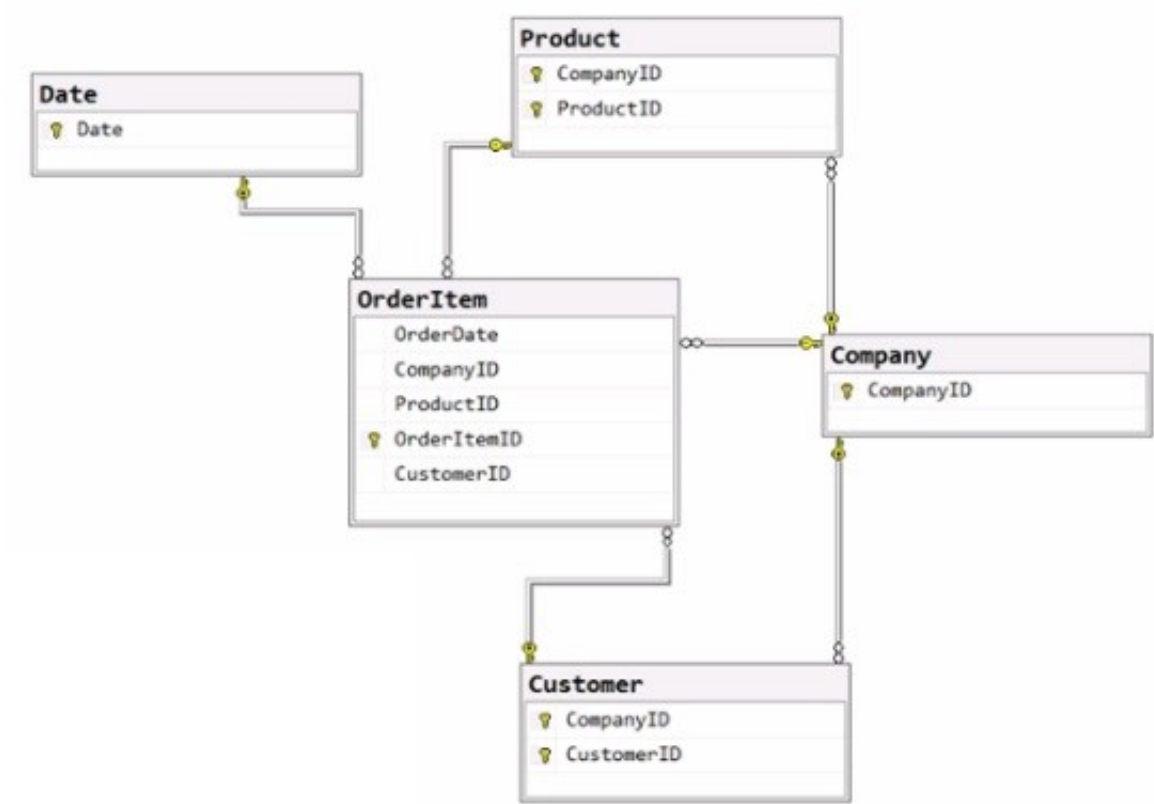 Product
CompanyID
ProductID
Date
Date
OrderItem
OrderDate
CompanyID
ProductID
OrderItemID
CustomerID
Company
CompanyID
Customer
CompanyID
CustomerID